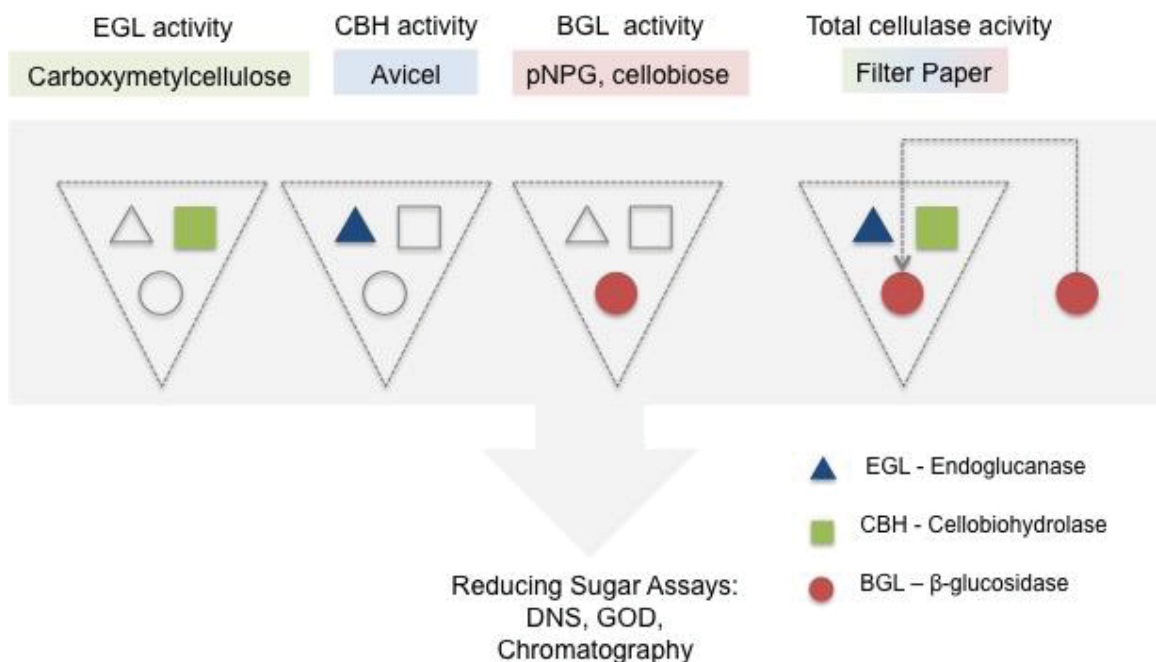 EGL activity
CBH activity
BGL activity
Total cellulase acivity
Carboxymetylcellulose
Avicel
pNPG, cellobiose
Filter Paper
EGL - Endoglucanase
CBH - Cellobiohydrolase
BGL – β-glucosidase
Reducing Sugar Assays:
DNS, GOD,
Chromatography